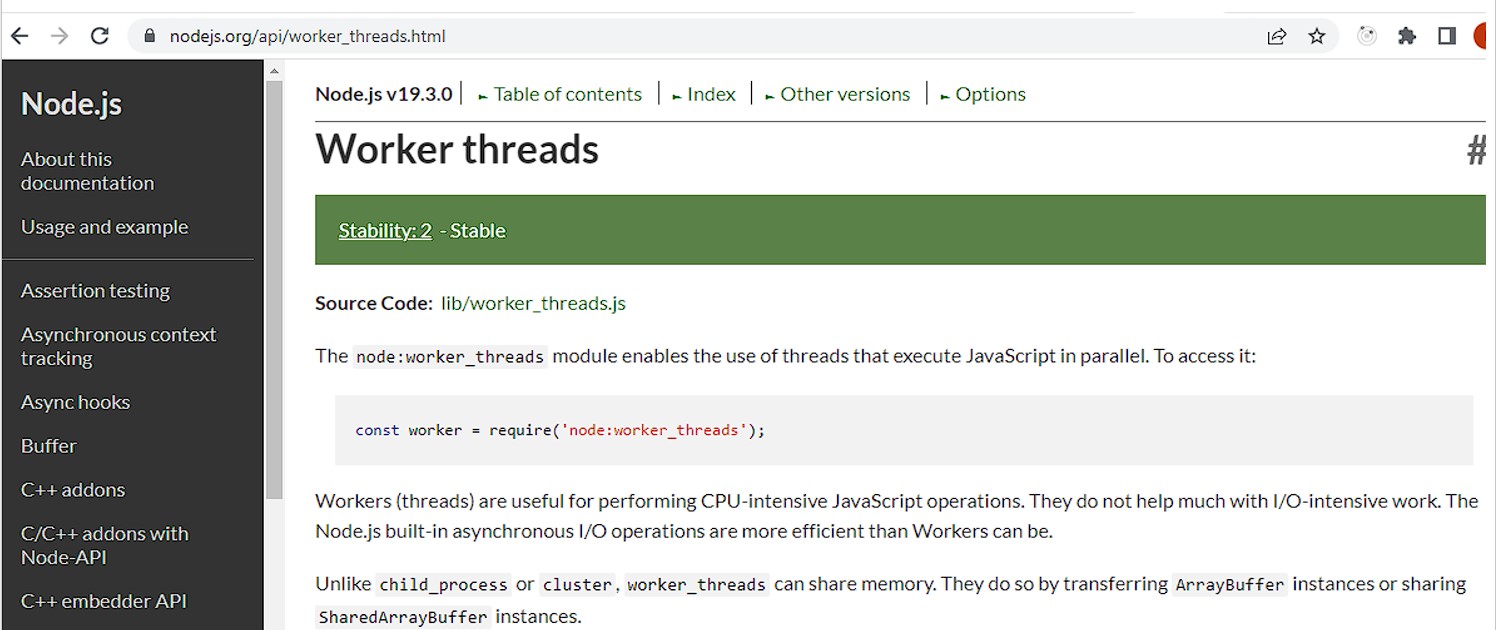 nodejs.org/api/worker_threads.html
Node.js
About this
documentation
Usage and example
Assertion testing
Asynchronous context
tracking
Async hooks
Buffer
C++ addons
C/C++ addons with
Node-API
C++ embedder API
Node.js v19.3.0 | ► Table of contents | ► Index | ► Other versions | ► Options
Worker threads #
Stability: 2 - Stable
Source Code: lib/worker_threads.js
The node:worker_threads module enables the use of threads that execute JavaScript in parallel. To access it:
const worker = require('node:worker_threads');
Workers (threads) are useful for performing CPU-intensive JavaScript operations. They do not help much with I/O-intensive work. The
Node.js built-in asynchronous I/O operations are more efficient than Workers can be.
Unlike child_process or cluster, worker_threads can share memory. They do so by transferring ArrayBuffer instances or sharing
SharedArrayBuffer instances.